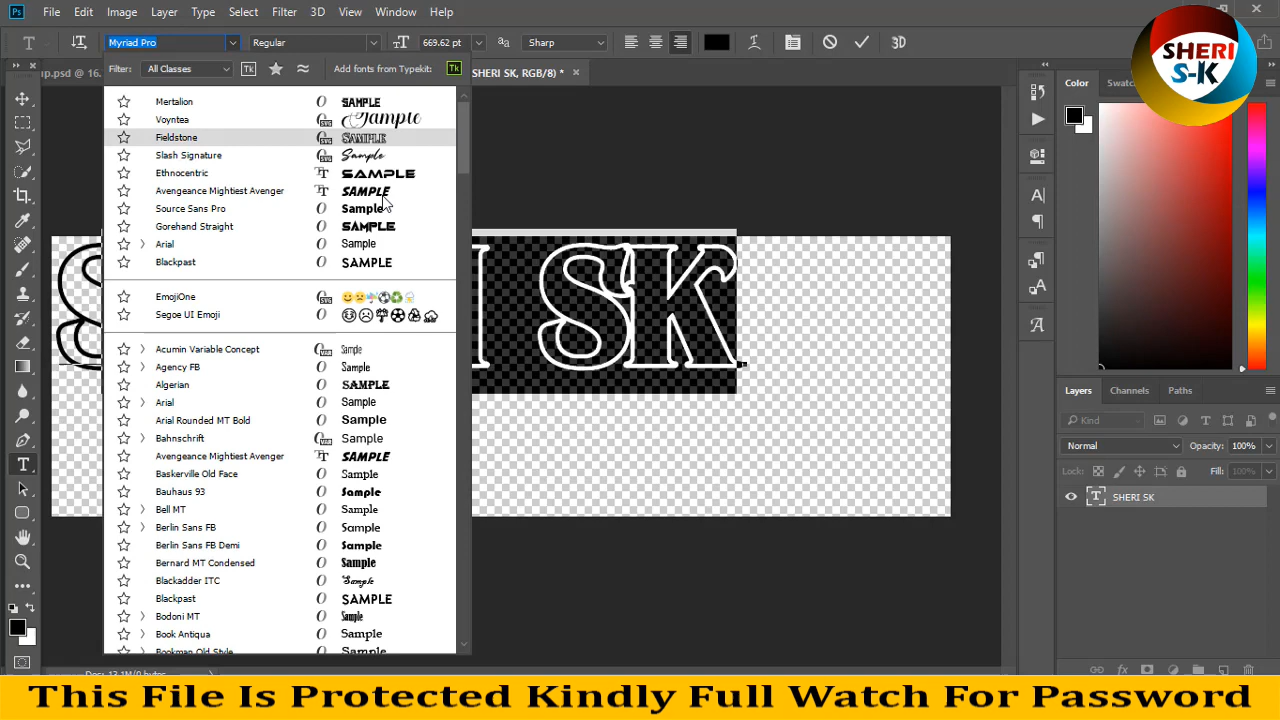 Ps File Edit Image Layer Type Select Filter 3D View Window Help
T Myriad Pro Regular 669.62 pt Sharp 3D
up.psd @ 16. SHERI SK, RGB/8) *
Filter: All Classes Add fonts from Typekit: Tk
SHERI
S-K
Mertalion SAMPLE
Voyntea Sample
Fieldstone SAMPLE
Slash Signature Sample
Ethnocentric SAMPLE
Avengeance Mightiest Avenger SAMPLE
Source Sans Pro Sample
Gorehand Straight SAMPLE
Arial Sample
Blackpast SAMPLE
EmojiOne
Segoe UI Emoji
Acumin Variable Concept Sample
Agency FB Sample
Algerian SAMPLE
Arial Sample
Arial Rounded MT Bold Sample
Bahnschrift Sample
Avengeance Mightiest Avenger SAMPLE
Baskerville Old Face Sample
Bauhaus 93 Sample
Bell MT Sample
Berlin Sans FB Sample
Berlin Sans FB Demi Sample
Bernard MT Condensed Sample
Blackadder ITC Sample
Blackpast SAMPLE
Bodoni MT Sample
Book Antiqua Sample
Bookman Old Style Sample
S I SK
Color Swatc
Layers Channels Paths
Kind
Normal Opacity: 100%
Lock: Fill: 100%
T SHERI SK
Doc: 13.1M/0 bytes
This File Is Protected Kindly Full Watch For Password